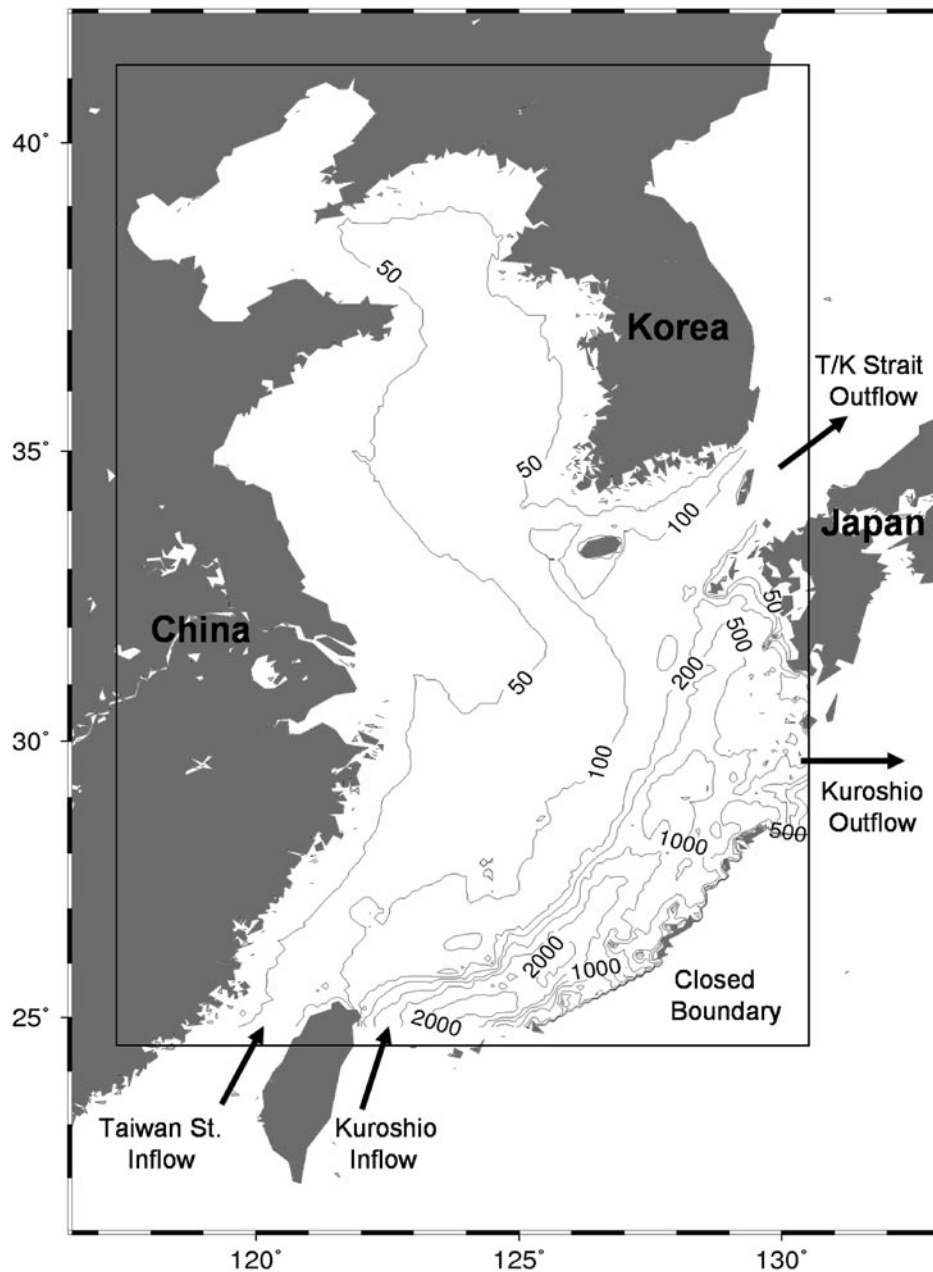 40°
50
Korea
T/K Strait
Outflow
35°
50
100
Japan
50
China
500
200
50
30°
100
Kuroshio
Outflow
500
1000
2000
1000
Closed
Boundary
25°
2000
Taiwan St.
Inflow
Kuroshio
Inflow
120°
125°
130°